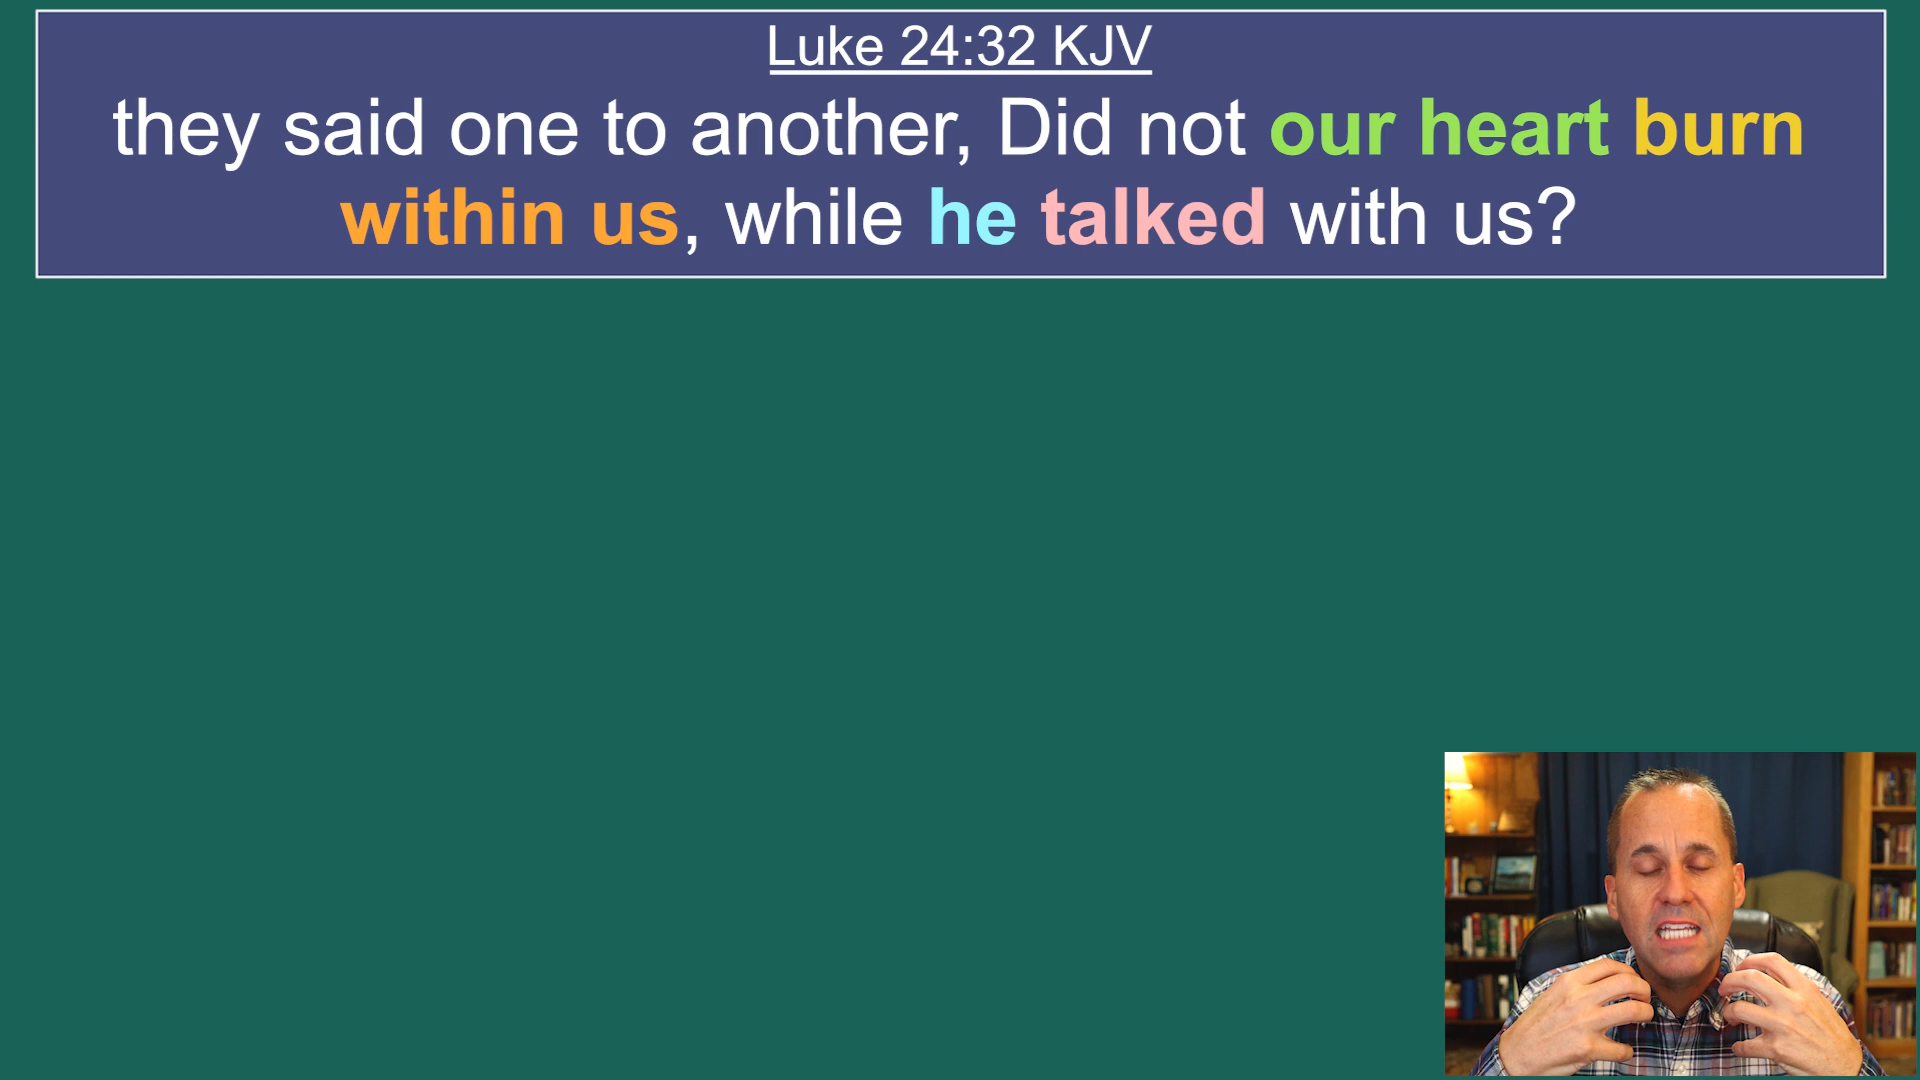 Luke 24:32 KJV
they said one to another, Did not our heart burn
within us, while he talked with us?